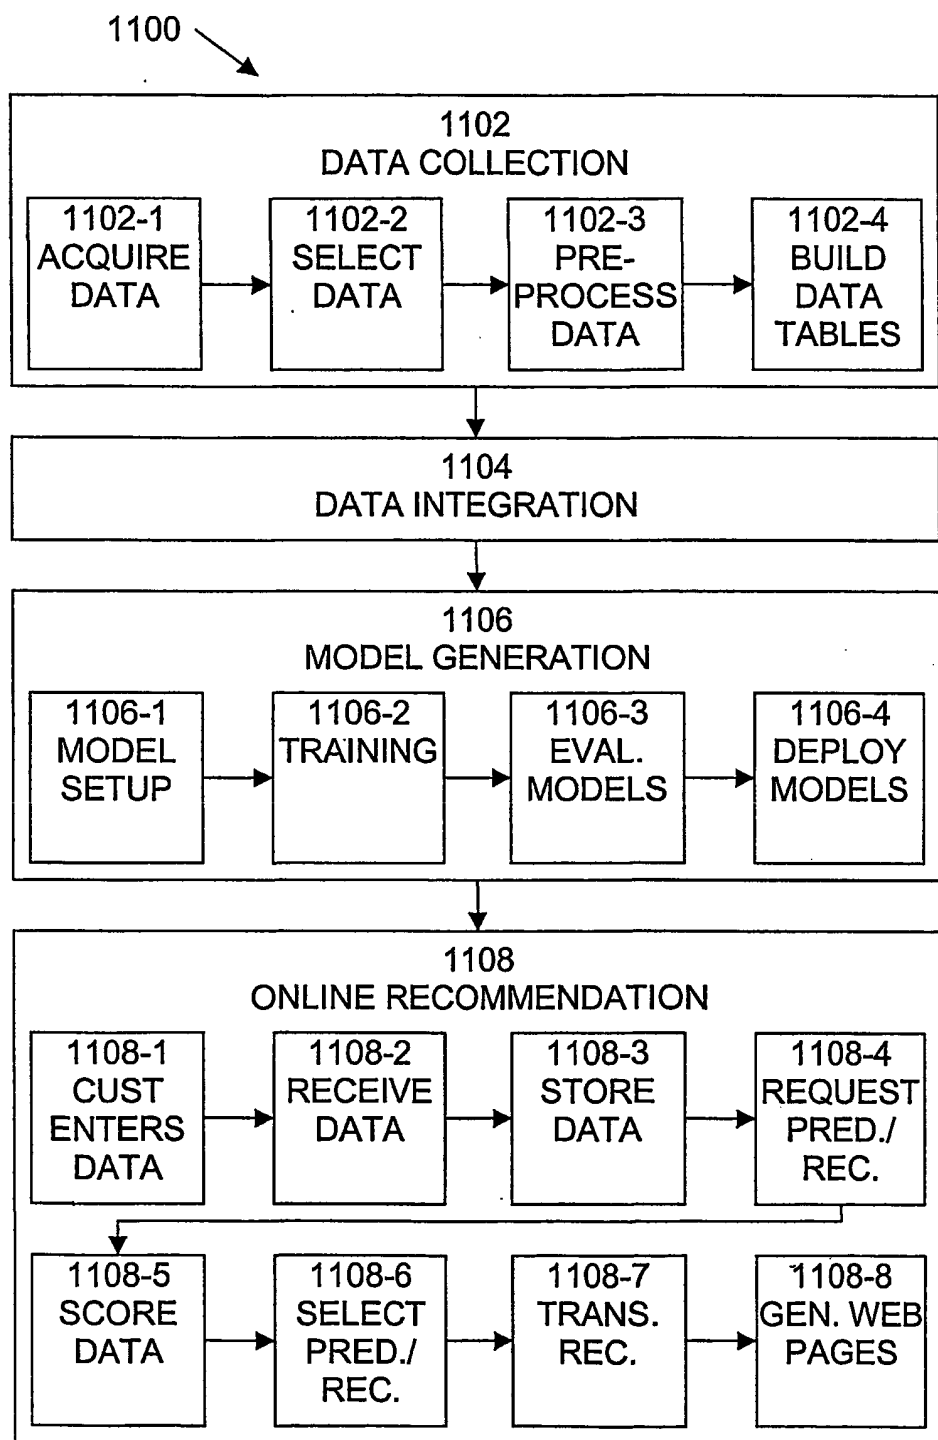 1100
1102
DATA COLLECTION
1102-1
ACQUIRE
DATA
1102-2
SELECT
DATA
1102-3
PRE-
PROCESS
DATA
1102-4
BUILD
DATA
TABLES
1104
DATA INTEGRATION
1106
MODEL GENERATION
1106-1
MODEL
SETUP
1106-2
TRAINING
1106-3
EVAL.
MODELS
1106-4
DEPLOY
MODELS
1108
ONLINE RECOMMENDATION
1108-1
CUST
ENTERS
DATA
1108-2
RECEIVE
DATA
1108-3
STORE
DATA
1108-4
REQUEST
PRED./
REC.
1108-5
SCORE
DATA
1108-6
SELECT
PRED./
REC.
1108-7
TRANS.
REC.
1108-8
GEN. WEB
PAGES